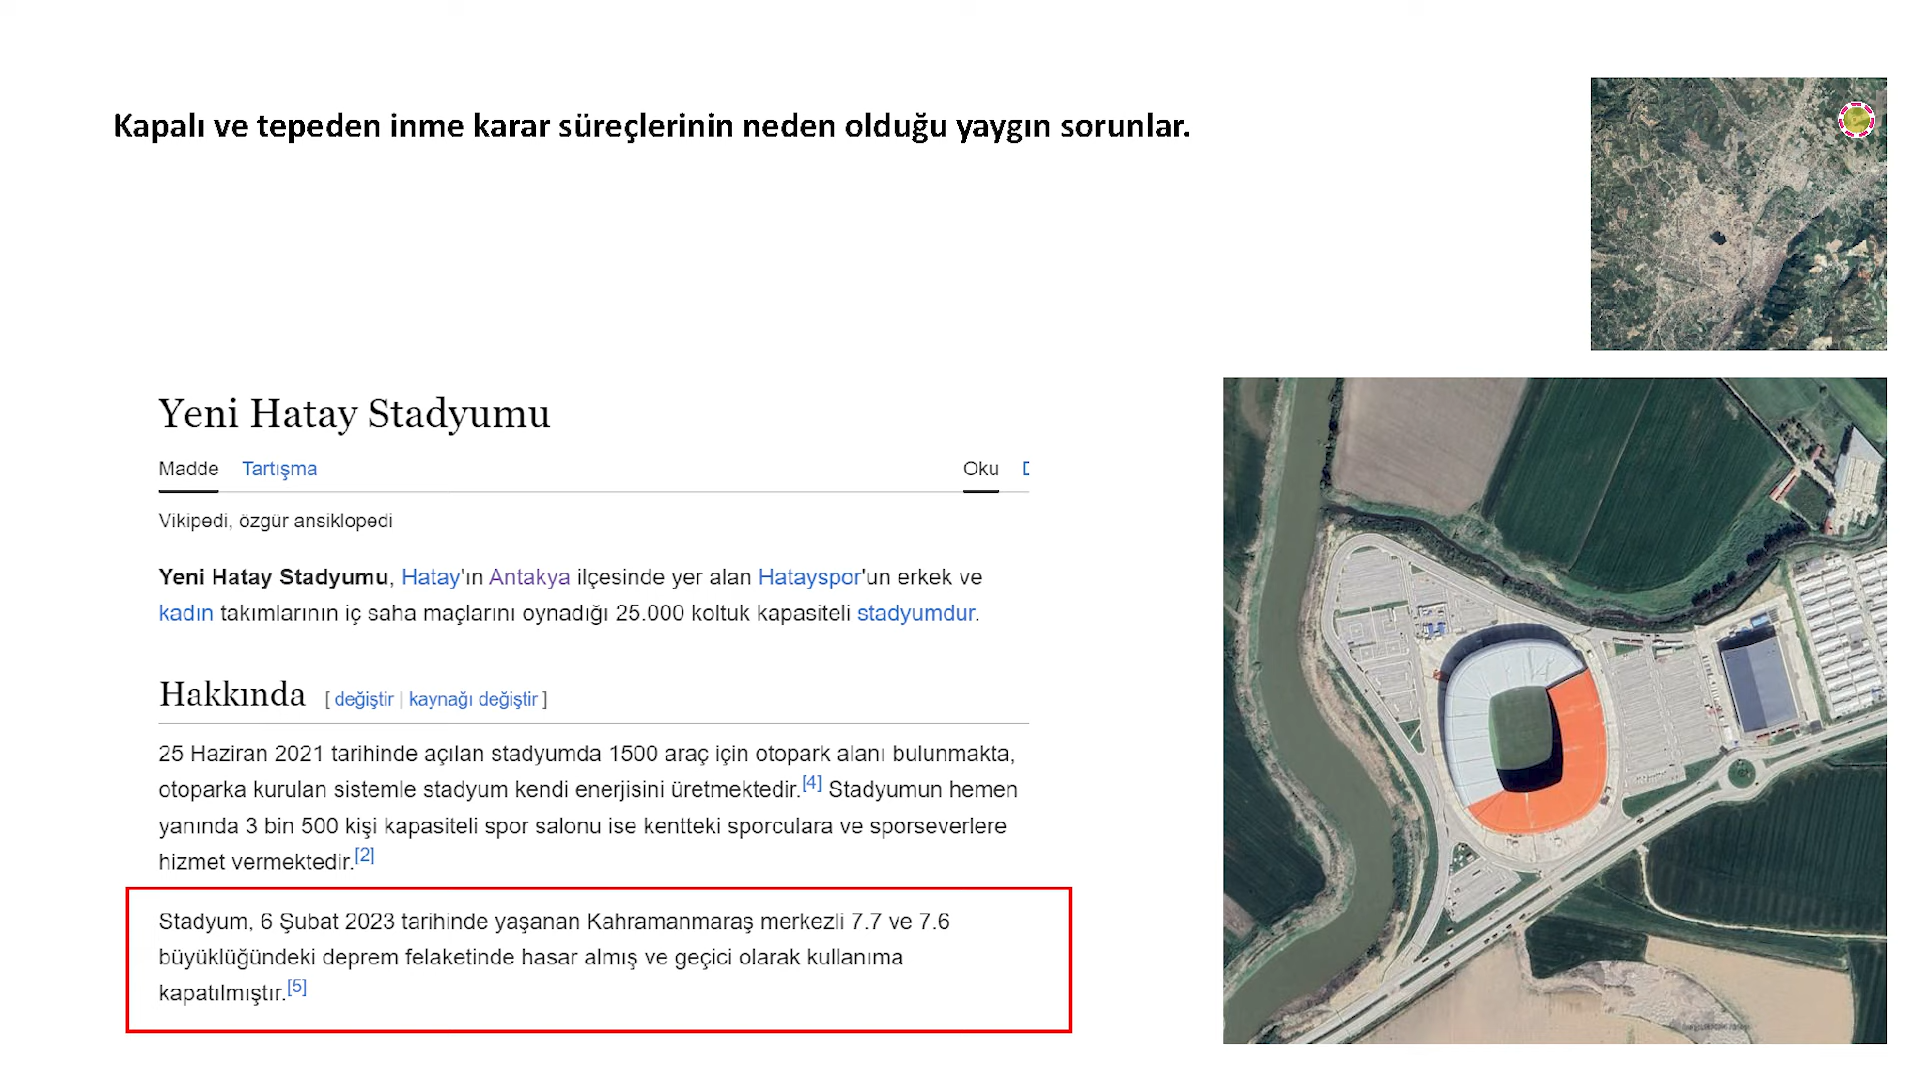 Kapalı ve tepeden inme karar süreçlerinin neden olduğu yaygın sorunlar.
Yeni Hatay Stadyumu
Madde Tartışma Oku
Vikipedi, özgür ansiklopedi
Yeni Hatay Stadyumu, Hatay'ın Antakya ilçesinde yer alan Hatayspor'un erkek ve
kadın takımlarının iç saha maçlarını oynadığı 25.000 koltuk kapasiteli stadyumdur.
Hakkında [ değiştir | kaynağı değiştir ]
25 Haziran 2021 tarihinde açılan stadyumda 1500 araç için otopark alanı bulunmakta,
otoparka kurulan sistemle stadyum kendi enerjisini üretmektedir.[4] Stadyumun hemen
yanında 3 bin 500 kişi kapasiteli spor salonu ise kentteki sporculara ve sporseverlere
hizmet vermektedir.[2]
Stadyum, 6 Şubat 2023 tarihinde yaşanan Kahramanmaraş merkezli 7.7 ve 7.6
büyüklüğündeki deprem felaketinde hasar almış ve geçici olarak kullanıma
kapatılmıştır.[5]